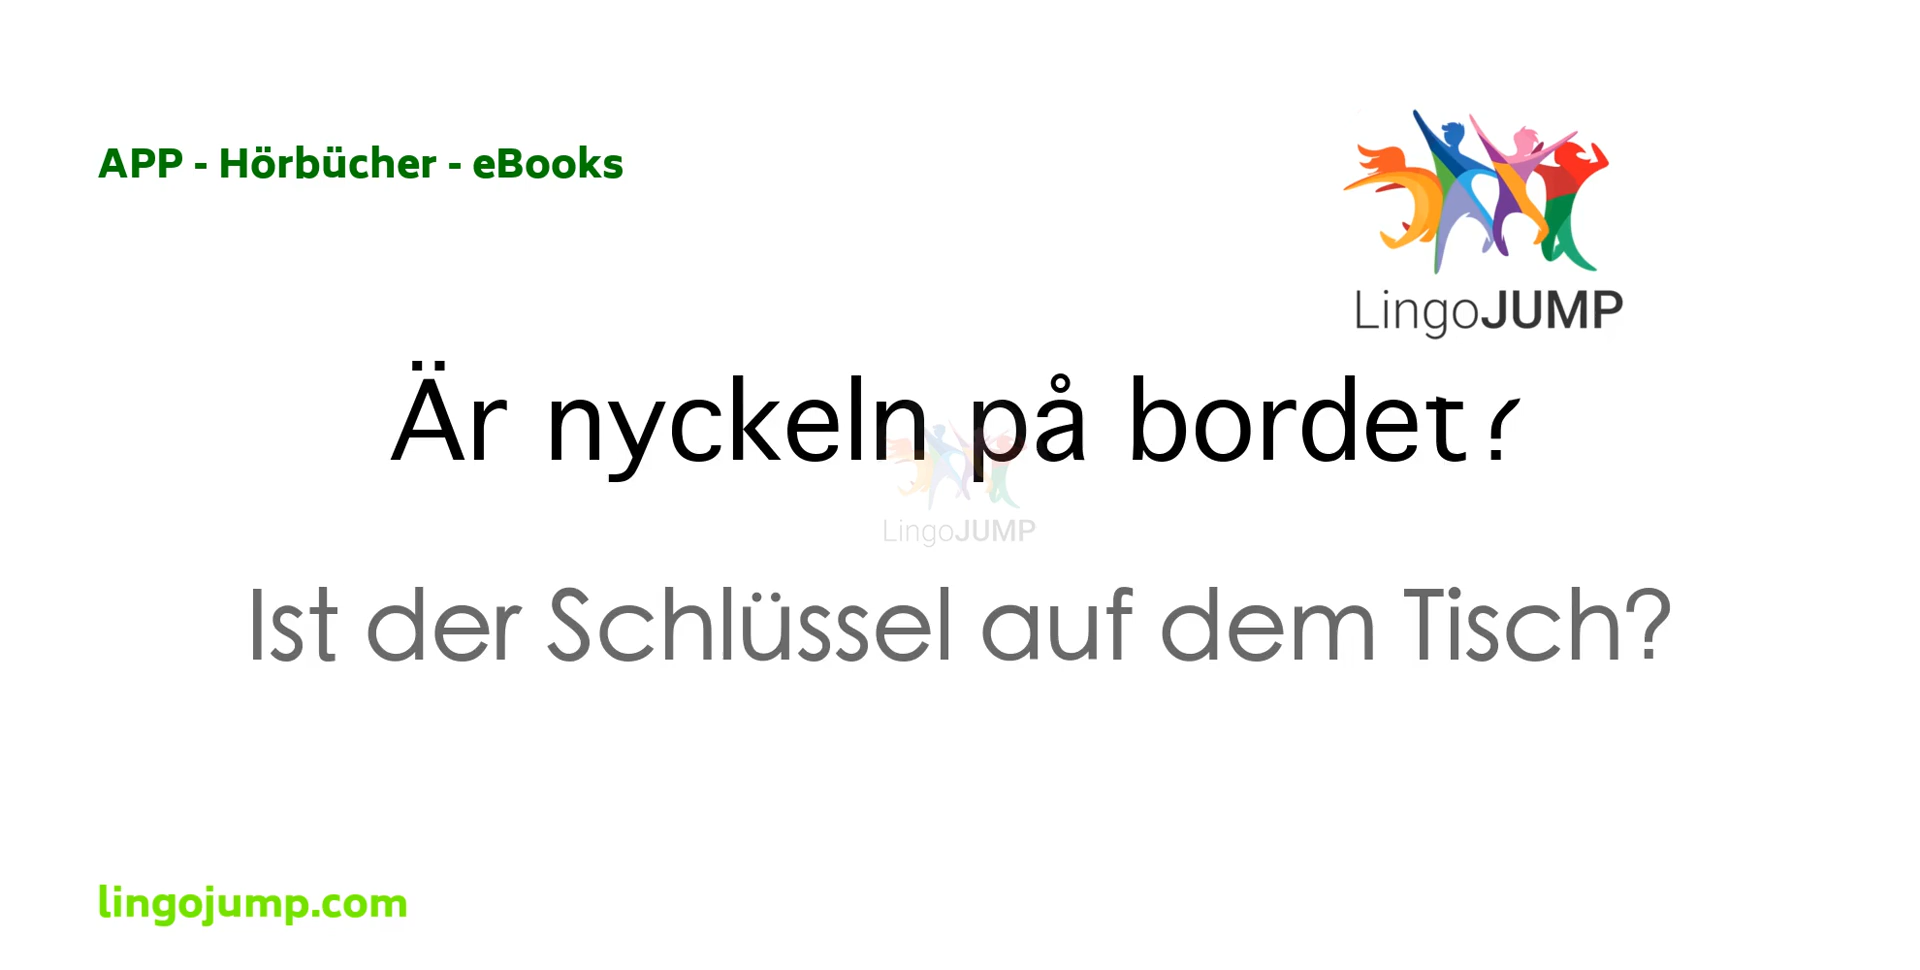 APP - Hörbücher - eBooks
LingoJUMP
Är nyckeln på bordet?
LingoJUMP
Ist der Schlüssel auf dem Tisch?
lingojump.com